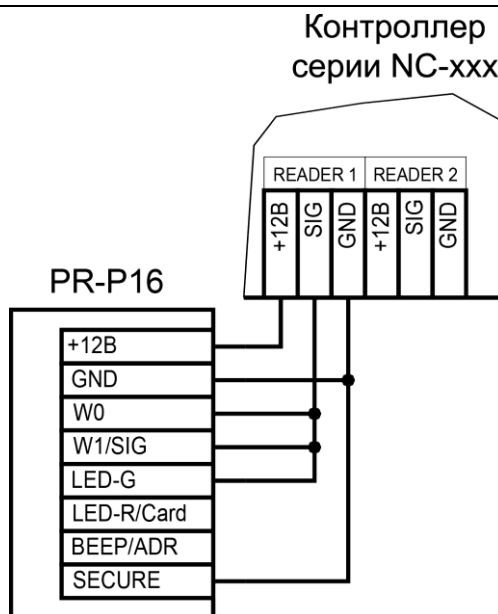 Контроллер
серии NC-xxx
READER 1 READER 2
+12В SIG GND +12В SIG GND
PR-P16
+12В
GND
W0
W1/SIG
LED-G
LED-R/Card
BEEP/ADR
SECURE